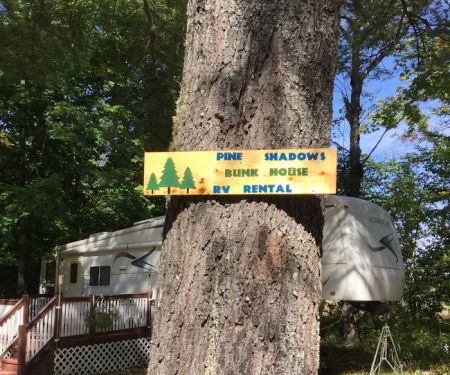 PINE SHADOWS
BUNK HOUSE
RV RENTAL